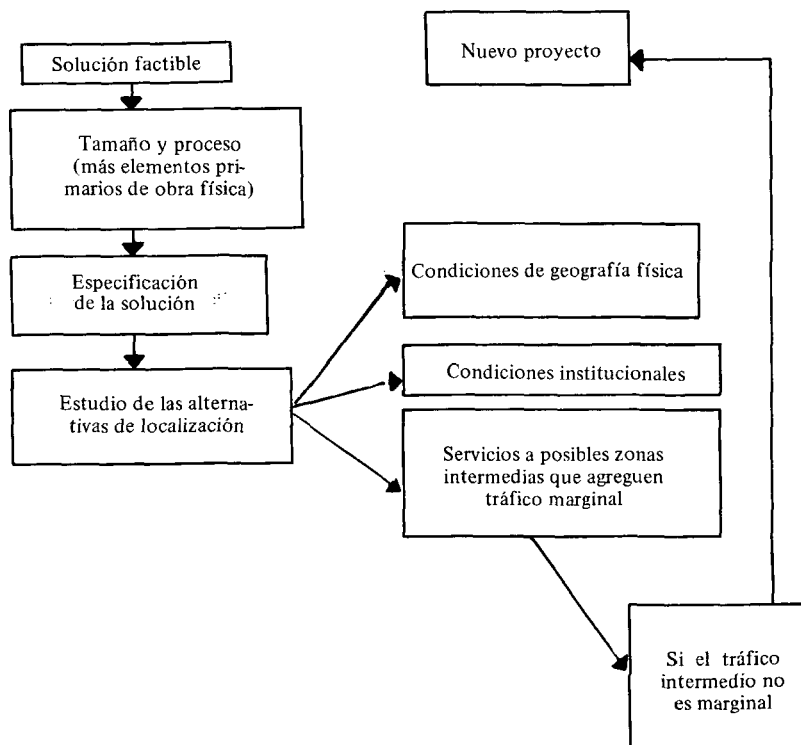 Solución factible
Nuevo proyecto
Tamaño y proceso
(más elementos pri-
marios de obra física)
Especificación
de la solución
Condiciones de geografía física
Estudio de las alterna-
tivas de localización
Condiciones institucionales
Servicios a posibles zonas
intermedias que agreguen
tráfico marginal
Si el tráfico
intermedio no
es marginal